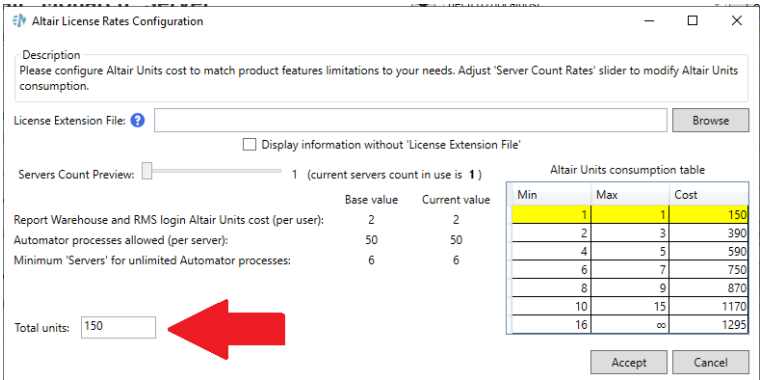 Altair License Rates Configuration
Description
Please configure Altair Units cost to match product features limitations to your needs. Adjust 'Server Count Rates' slider to modify Altair Units
consumption.
License Extension File: ?
Browse
Display information without 'License Extension File'
Servers Count Preview: 1 (current servers count in use is 1 )
Altair Units consumption table
Base value Current value
Report Warehouse and RMS login Altair Units cost (per user): 2 2
Automator processes allowed (per server): 50 50
Minimum 'Servers' for unlimited Automator processes: 6 6
Min Max Cost
1 1 150
2 3 390
4 5 590
6 7 750
8 9 870
10 15 1170
16 ∞ 1295
Total units: 150
Accept Cancel